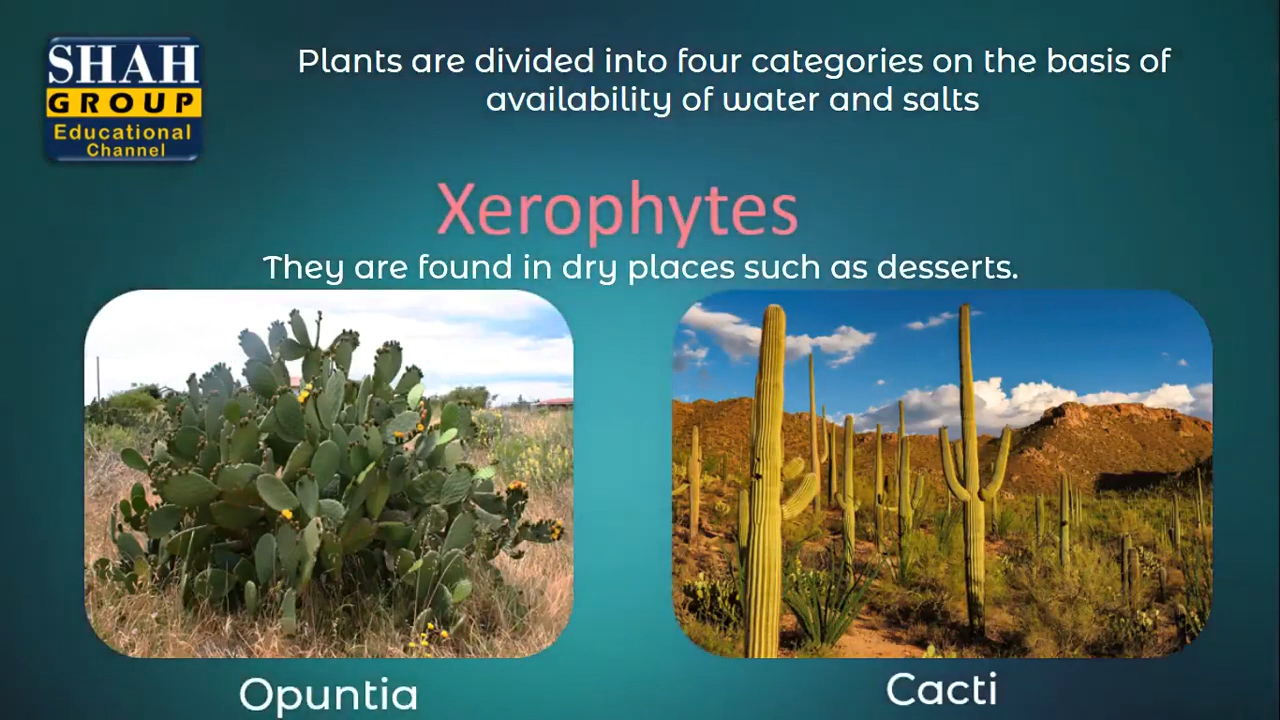 SHAH
GROUP
Educational
Channel
Plants are divided into four categories on the basis of
availability of water and salts
Xerophytes
They are found in dry places such as desserts.
Opuntia
Cacti